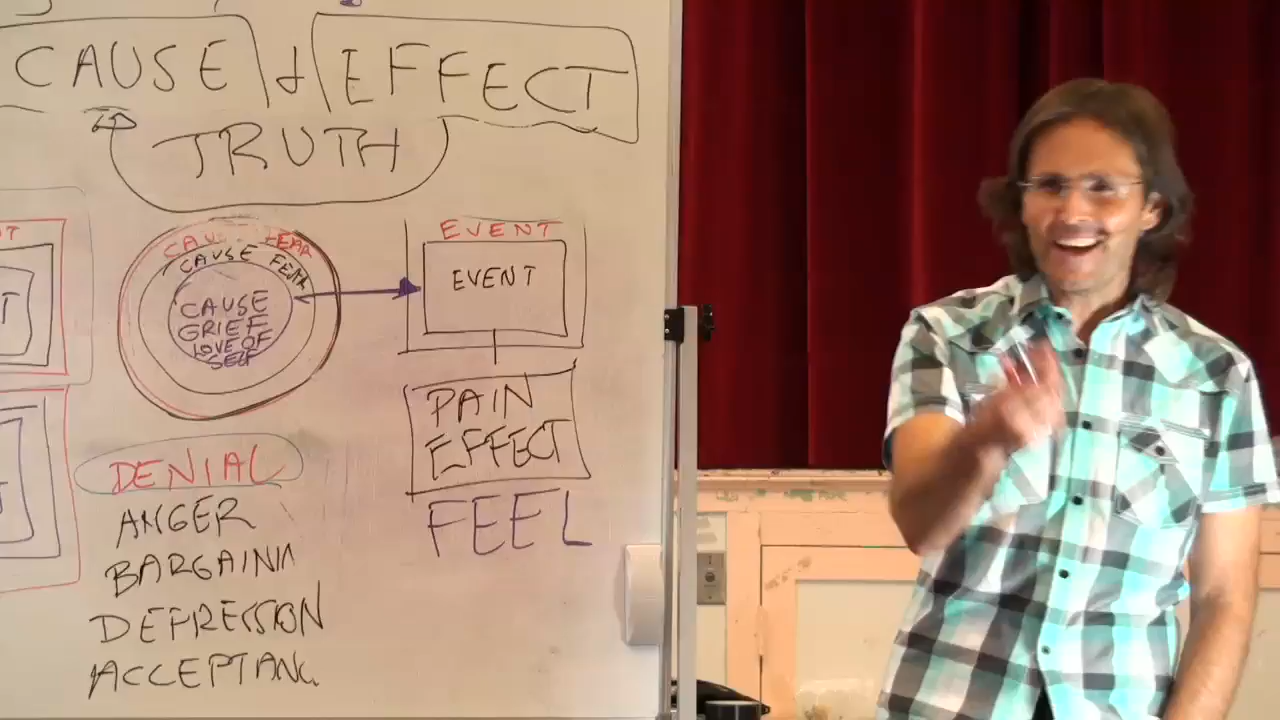 CAUSE & EFFECT
TRUTH
CAUSE FEAR
CAUSE FEAR
CAUSE
GRIEF
LOVE OF
SELF
EVENT
EVENT
PAIN
EFFECT
FEEL
DENIAL
ANGER
BARGAININ
DEPRESSION
ACCEPTANC